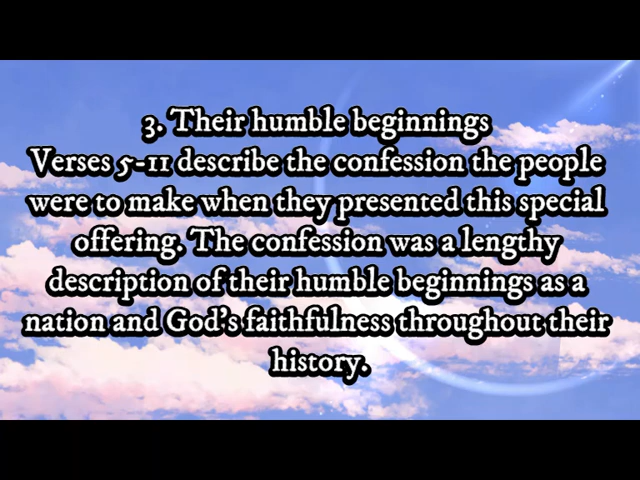 3. Their humble beginnings
Verses 5-11 describe the confession the people
were to make when they presented this special
offering. The confession was a lengthy
description of their humble beginnings as a
nation and God's faithfulness throughout their
history.